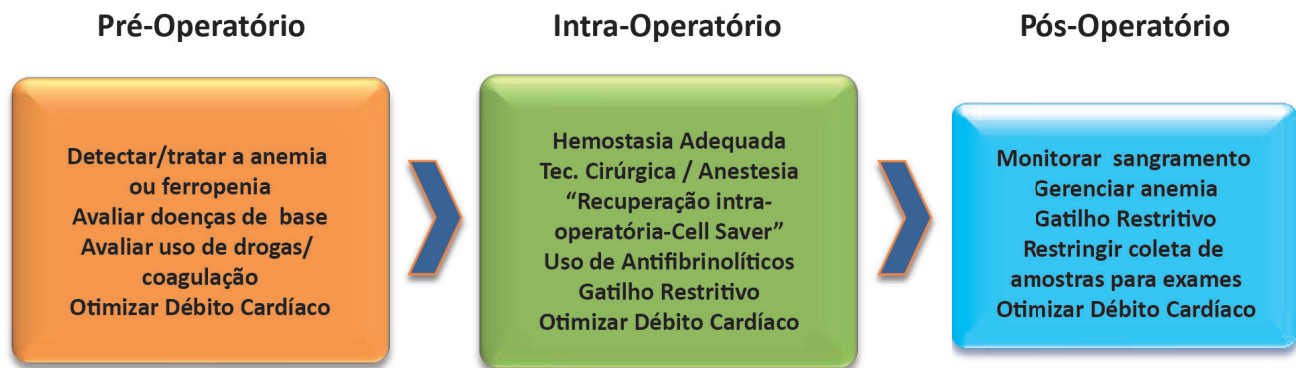 Pré-Operatório
Detectar/tratar a anemia
ou ferropenia
Avaliar doenças de base
Avaliar uso de drogas/
coagulação
Otimizar Débito Cardíaco
Intra-Operatório
Hemostasia Adequada
Tec. Cirúrgica / Anestesia
“Recuperação intra-
operatória-Cell Saver”
Uso de Antifibrinolíticos
Gatilho Restritivo
Otimizar Débito Cardíaco
Pós-Operatório
Monitorar sangramento
Gerenciar anemia
Gatilho Restritivo
Restringir coleta de
amostras para exames
Otimizar Débito Cardíaco